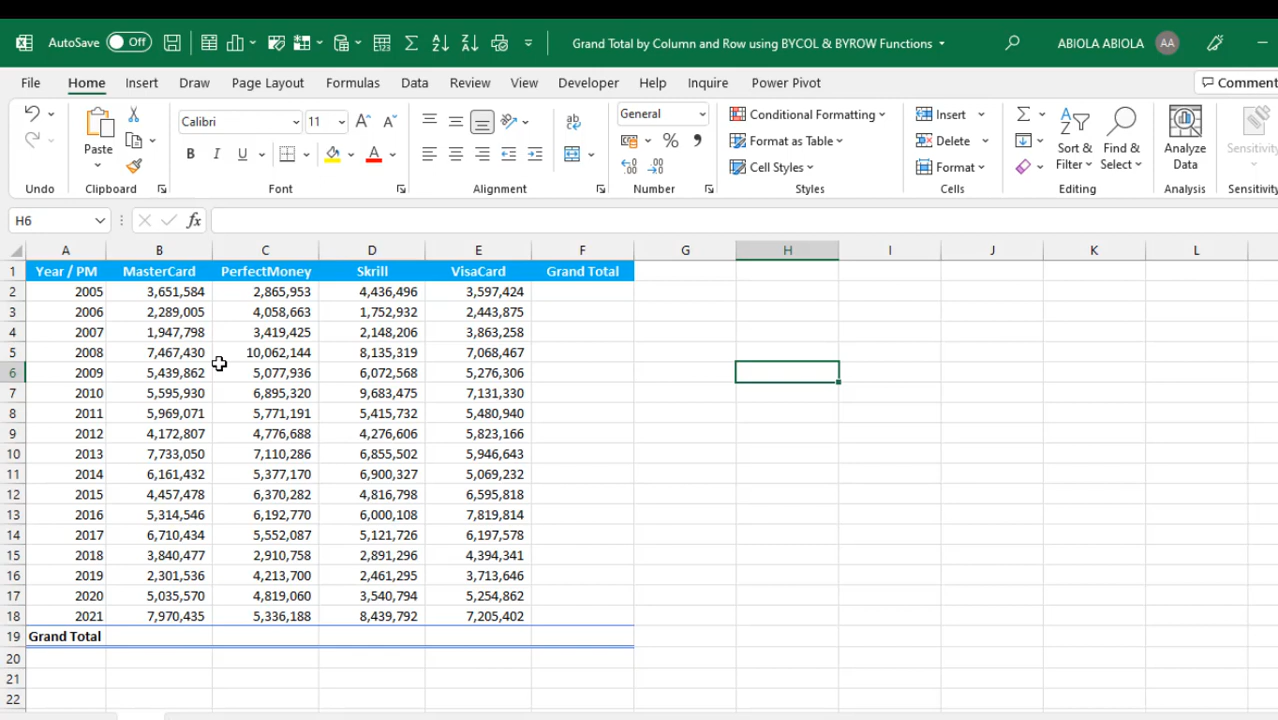 AutoSave Off Grand Total by Column and Row using BYCOL & BYROW Functions ABIOLA ABIOLA AA
File Home Insert Draw Page Layout Formulas Data Review View Developer Help Inquire Power Pivot Comment
Calibri 11 General Conditional Formatting Insert
Paste Format as Table Delete Sort & Filter Find & Select Analyze Data Sensitivity
B I U A Cell Styles Format
Undo Clipboard Font Alignment Number Styles Cells Editing Analysis Sensitivity
H6 fx
A B C D E F G H I J K L
1 Year / PM MasterCard PerfectMoney Skrill VisaCard Grand Total
2 2005 3,651,584 2,865,953 4,436,496 3,597,424
3 2006 2,289,005 4,058,663 1,752,932 2,443,875
4 2007 1,947,798 3,419,425 2,148,206 3,863,258
5 2008 7,467,430 10,062,144 8,135,319 7,068,467
6 2009 5,439,862 5,077,936 6,072,568 5,276,306
7 2010 5,595,930 6,895,320 9,683,475 7,131,330
8 2011 5,969,071 5,771,191 5,415,732 5,480,940
9 2012 4,172,807 4,776,688 4,276,606 5,823,166
10 2013 7,733,050 7,110,286 6,855,502 5,946,643
11 2014 6,161,432 5,377,170 6,900,327 5,069,232
12 2015 4,457,478 6,370,282 4,816,798 6,595,818
13 2016 5,314,546 6,192,770 6,000,108 7,819,814
14 2017 6,710,434 5,552,087 5,121,726 6,197,578
15 2018 3,840,477 2,910,758 2,891,296 4,394,341
16 2019 2,301,536 4,213,700 2,461,295 3,713,646
17 2020 5,035,570 4,819,060 3,540,794 5,254,862
18 2021 7,970,435 5,336,188 8,439,792 7,205,402
19 Grand Total
20
21
22